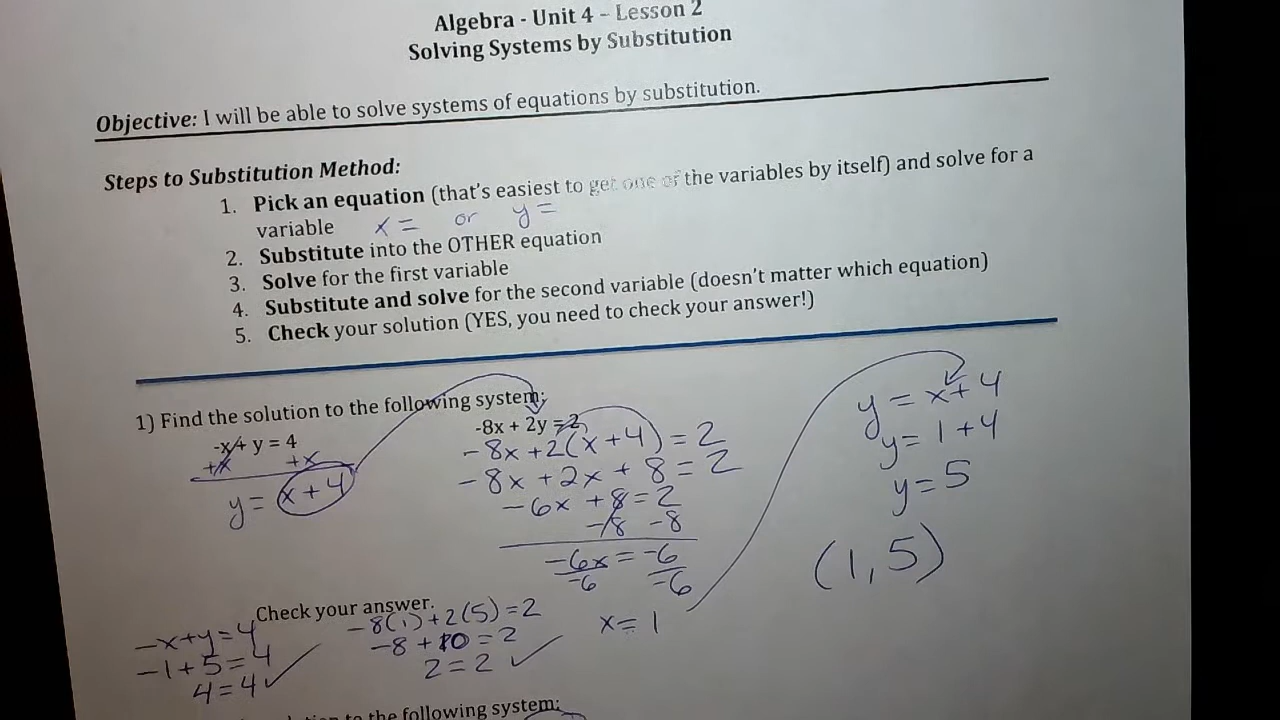 Algebra - Unit 4 – Lesson 2
Solving Systems by Substitution
Objective: I will be able to solve systems of equations by substitution.
Steps to Substitution Method:
1. Pick an equation (that's easiest to get one of the variables by itself) and solve for a
variable x = or y =
2. Substitute into the OTHER equation
3. Solve for the first variable
4. Substitute and solve for the second variable (doesn't matter which equation)
5. Check your solution (YES, you need to check your answer!)
1) Find the solution to the following system:
-x + y = 4
+x +x
y = x + 4
-8x + 2y = 2
-8x + 2(x + 4) = 2
-8x + 2x + 8 = 2
-6x + 8 = 2
-8 -8
-6x = -6
-6 -6
x = 1
y = x + 4
y = 1 + 4
y = 5
(1, 5)
Check your answer.
-x + y = 4
-1 + 5 = 4
4 = 4 ✓
-8(1) + 2(5) = 2
-8 + 10 = 2
2 = 2 ✓
to the following system: